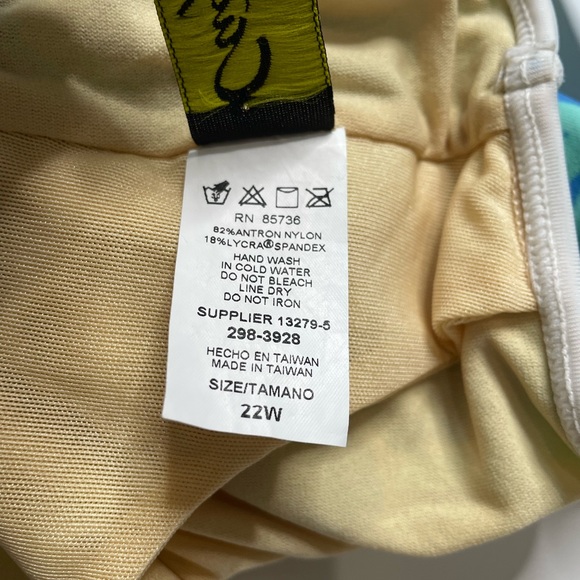 RN 85736
82%ANTRON NYLON
18%LYCRA®SPANDEX
HAND WASH
IN COLD WATER
DO NOT BLEACH
LINE DRY
DO NOT IRON
SUPPLIER 13279-5
298-3928
HECHO EN TAIWAN
MADE IN TAIWAN
SIZE/TAMANO
22W